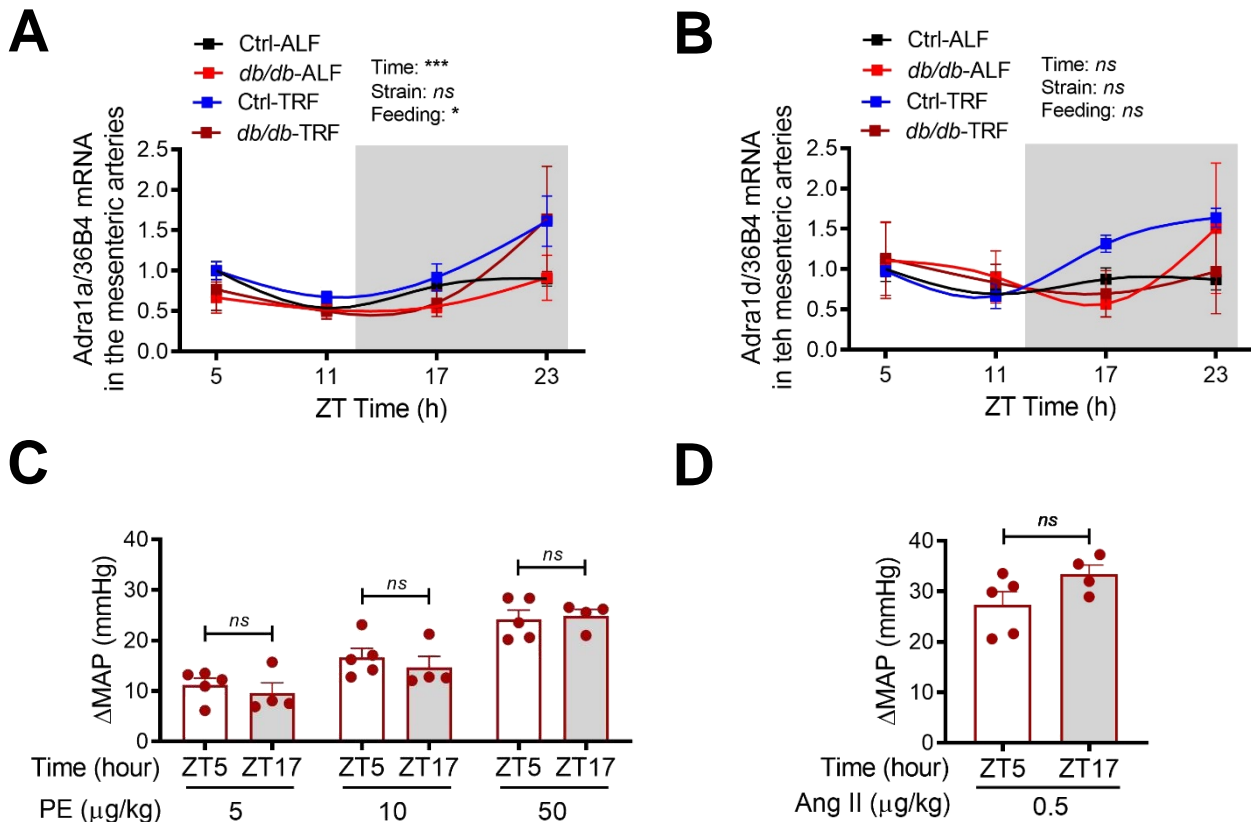 A
Ctrl-ALF
db/db-ALF
Ctrl-TRF
db/db-TRF
Time: ***
Strain: ns
Feeding: *
Adra1a/36B4 mRNA
in the mesenteric arteries
2.5
2.0
1.5
1.0
0.5
0.0
5 11 17 23
ZT Time (h)
B
Ctrl-ALF
db/db-ALF
Ctrl-TRF
db/db-TRF
Time: ns
Strain: ns
Feeding: ns
Adra1d/36B4 mRNA
in teh mesenteric arteries
2.5
2.0
1.5
1.0
0.5
0.0
5 11 17 23
ZT Time (h)
C
ΔMAP (mmHg)
40
30
20
10
0
ns ns ns
Time (hour) ZT5 ZT17 ZT5 ZT17 ZT5 ZT17
PE (μg/kg) 5 10 50
D
ΔMAP (mmHg)
40
30
20
10
0
ns
Time (hour) ZT5 ZT17
Ang II (μg/kg) 0.5